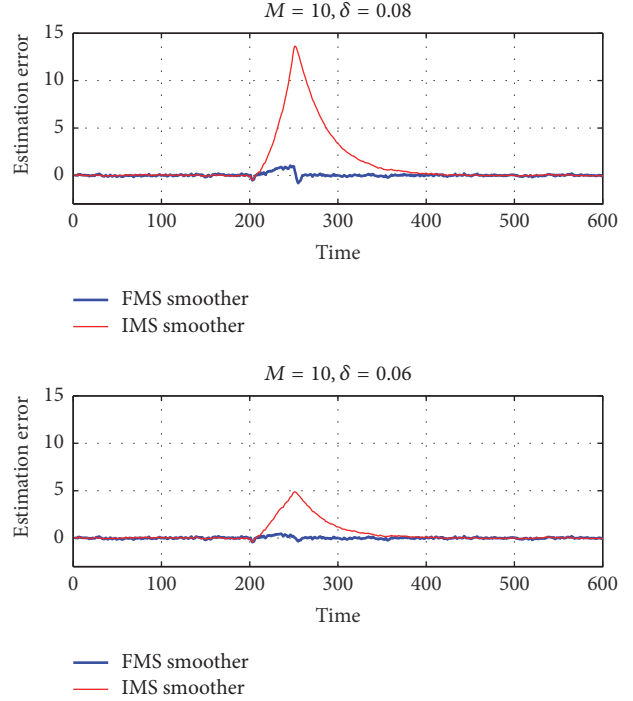 M = 10, δ = 0.08
Estimation error
15
10
5
0
0 100 200 300 400 500 600
Time
FMS smoother
IMS smoother
M = 10, δ = 0.06
Estimation error
15
10
5
0
0 100 200 300 400 500 600
Time
FMS smoother
IMS smoother